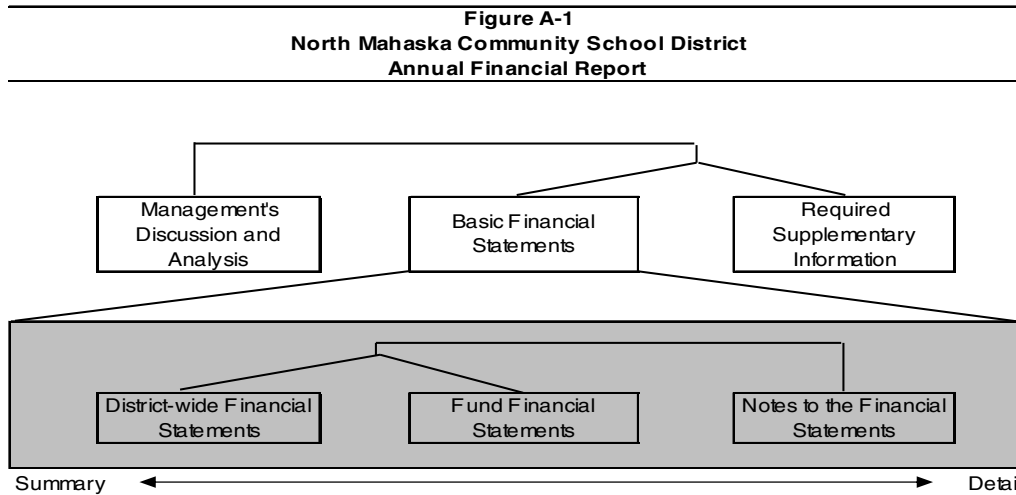 Figure A-1
North Mahaska Community School District
Annual Financial Report
Management's
Discussion and
Analysis
Basic Financial
Statements
Required
Supplementary
Information
District-wide Financial
Statements
Fund Financial
Statements
Notes to the Financial
Statements
Summary
Detai